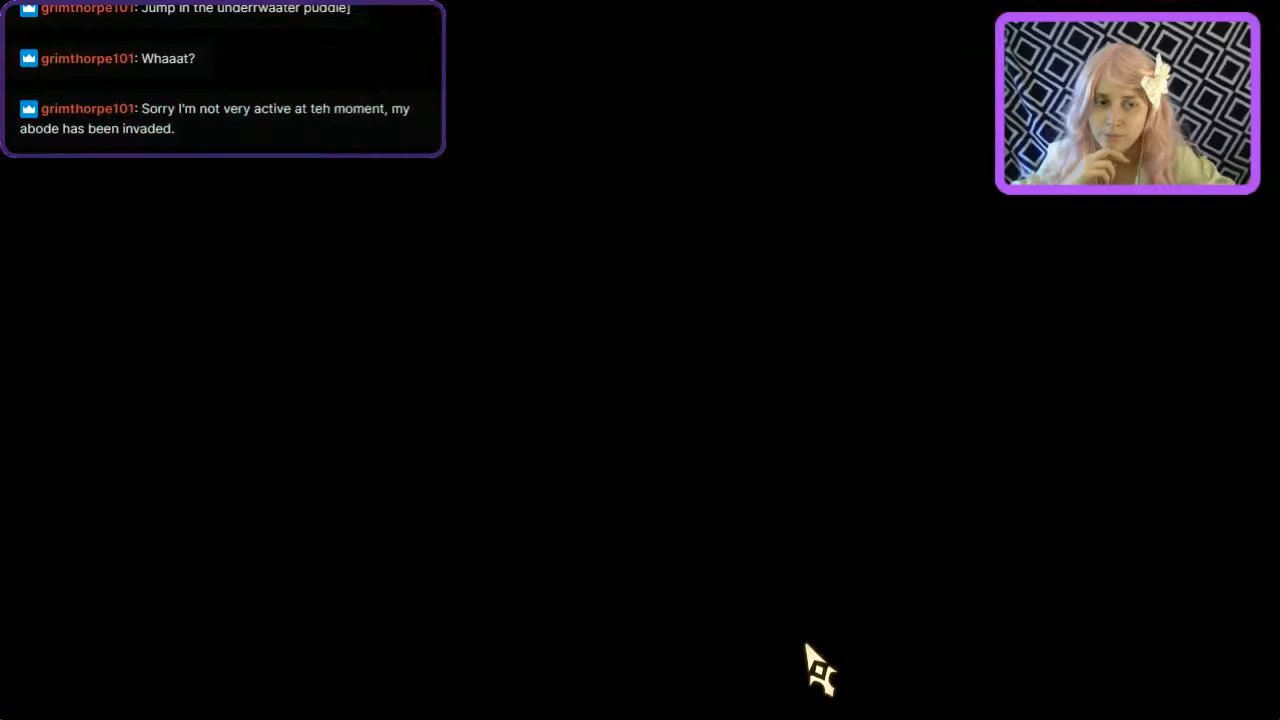 grimthorpe101: Jump in the underrwaater puddle]
grimthorpe101: Whaaat?
grimthorpe101: Sorry I'm not very active at teh moment, my
abode has been invaded.